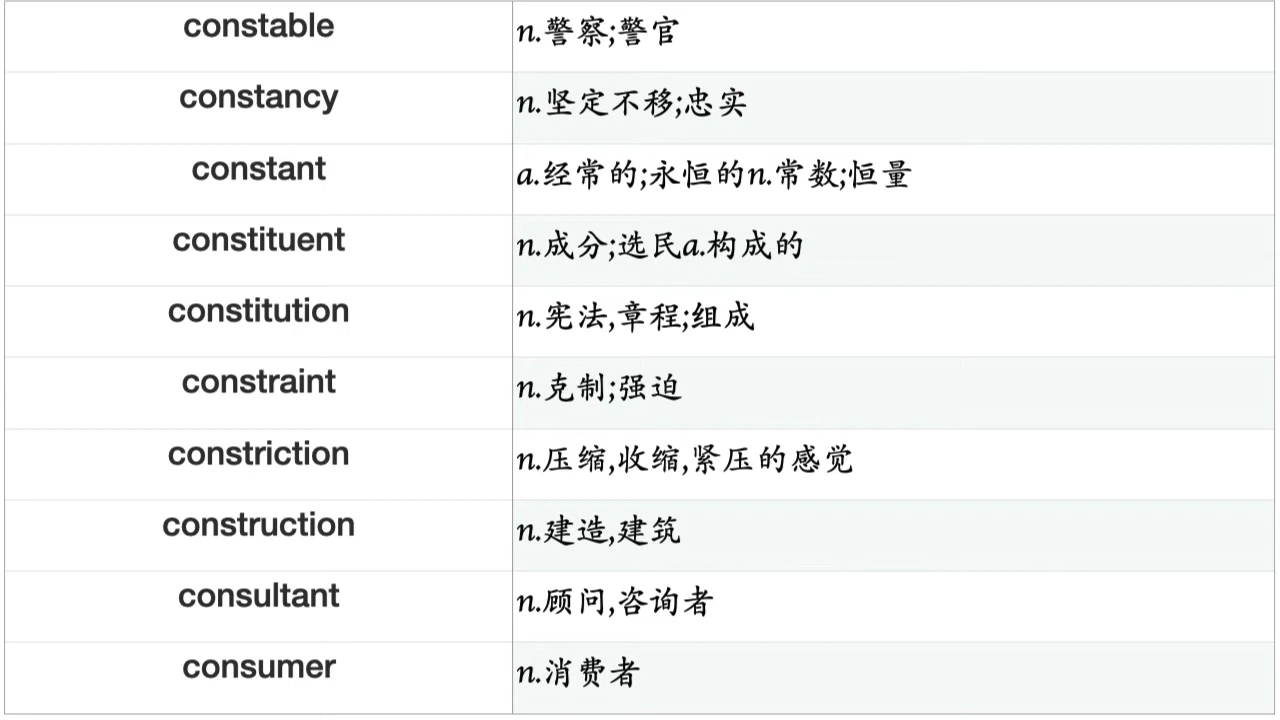 constable n.警察;警官
constancy n.坚定不移;忠实
constant a.经常的;永恒的n.常数;恒量
constituent n.成分;选民a.构成的
constitution n.宪法,章程;组成
constraint n.克制;强迫
constriction n.压缩,收缩,紧压的感觉
construction n.建造,建筑
consultant n.顾问,咨询者
consumer n.消费者